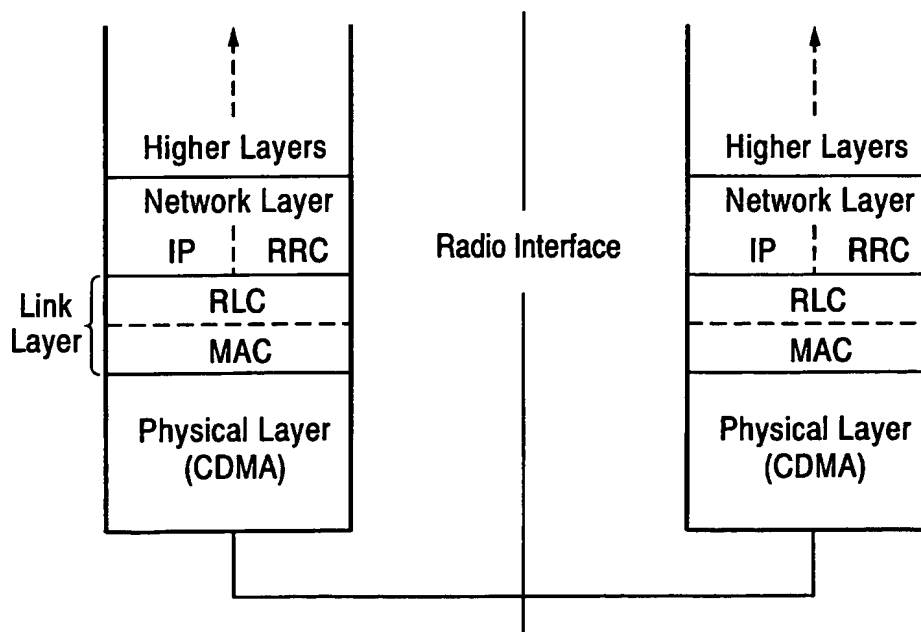 Higher Layers
Network Layer
IP RRC
Link
Layer
RLC
MAC
Physical Layer
(CDMA)
Radio Interface
Higher Layers
Network Layer
IP RRC
RLC
MAC
Physical Layer
(CDMA)